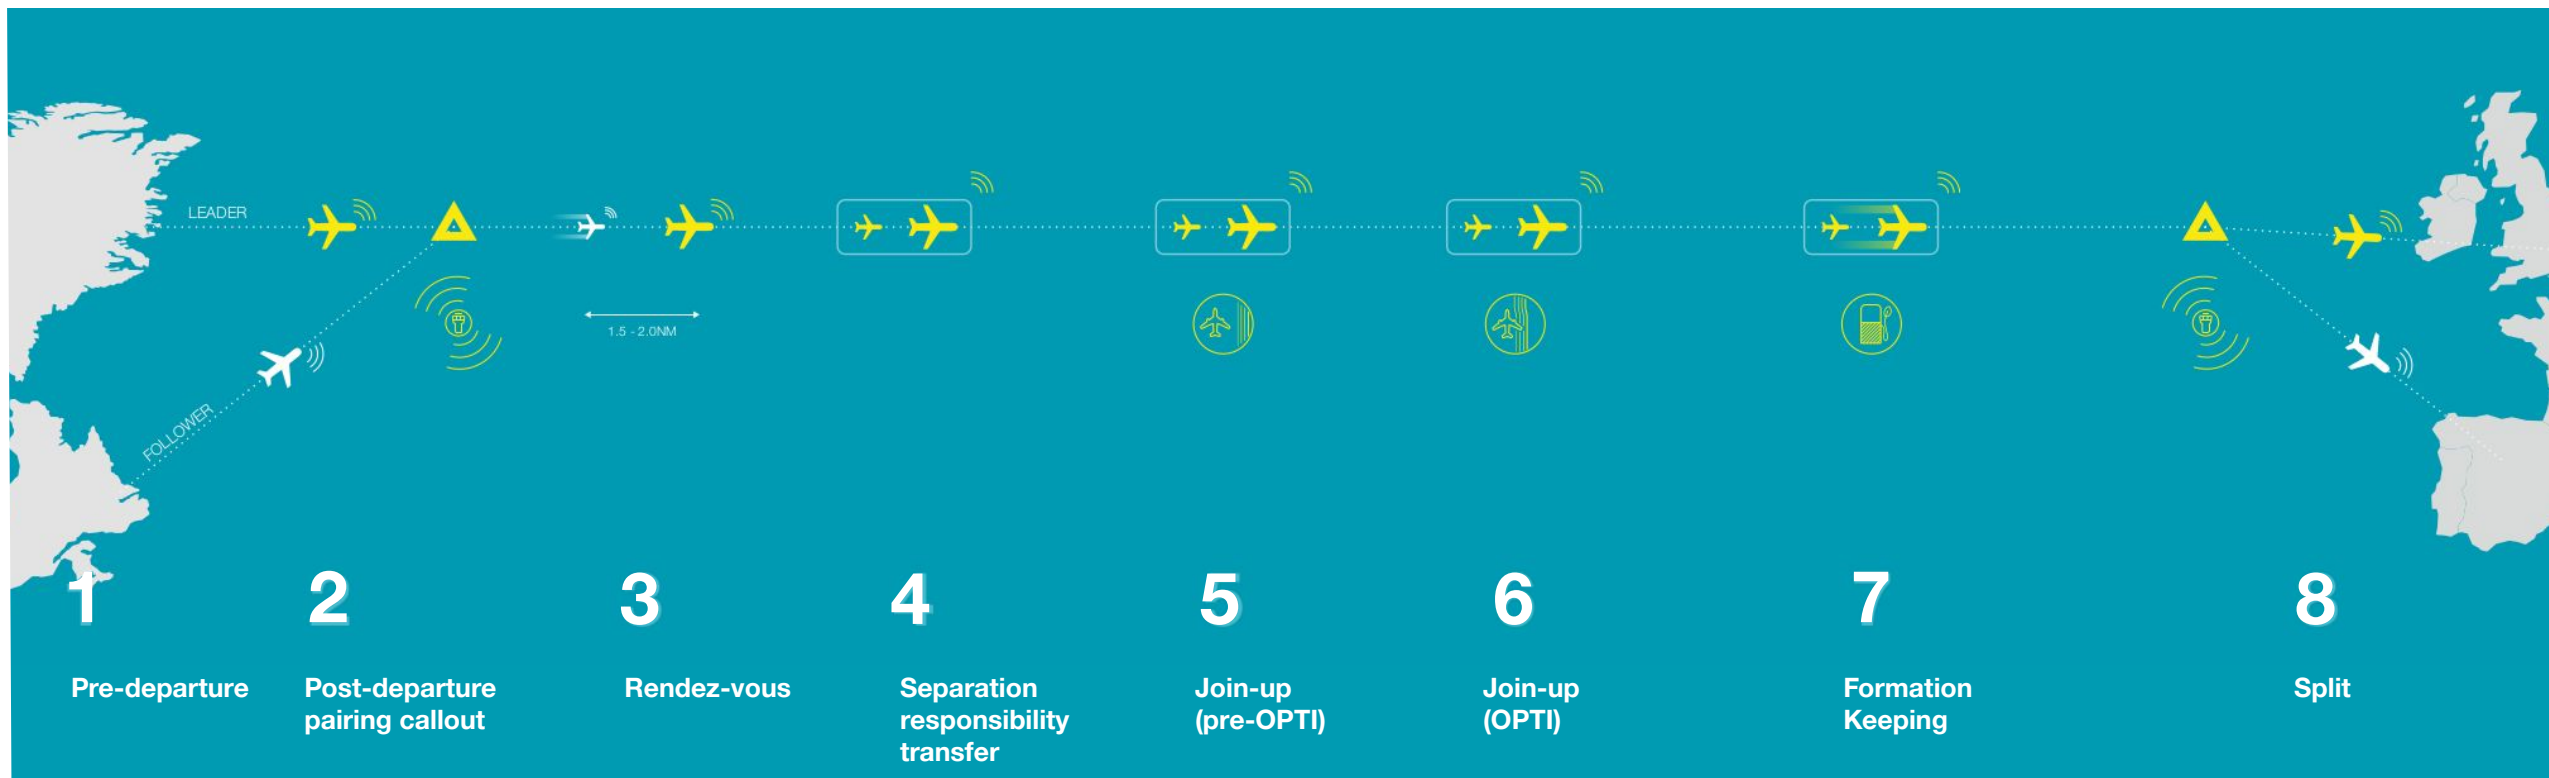 LEADER
FOLLOWER
1.5 - 2.0NM
1
Pre-departure
2
Post-departure
pairing callout
3
Rendez-vous
4
Separation
responsibility
transfer
5
Join-up
(pre-OPTI)
6
Join-up
(OPTI)
7
Formation
Keeping
8
Split